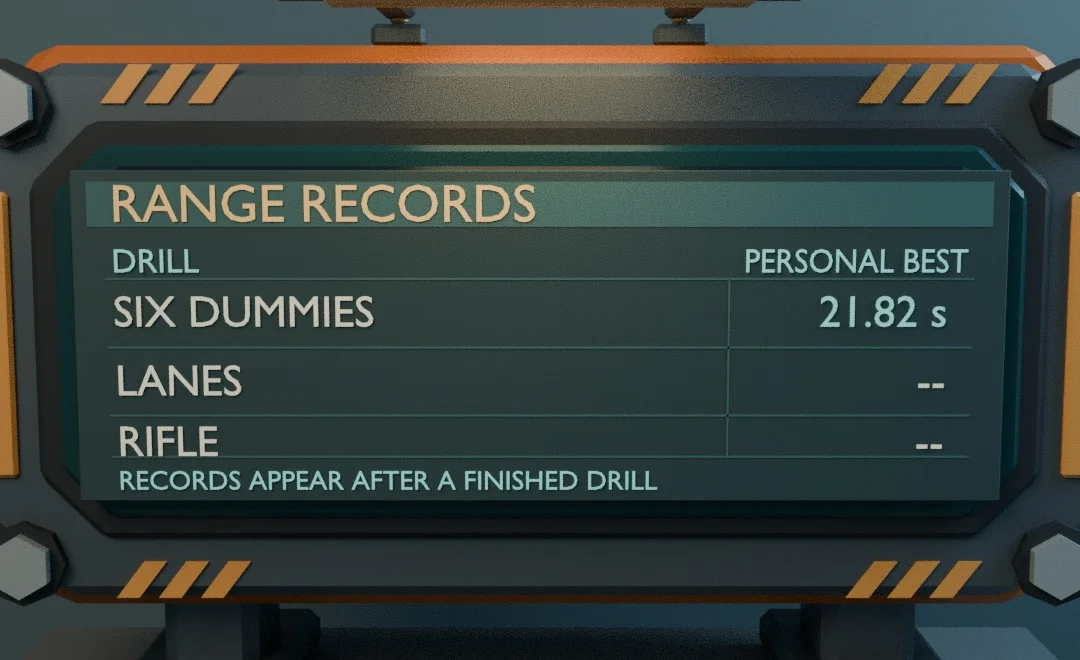 RANGE RECORDS
DRILL PERSONAL BEST
SIX DUMMIES 21.82 s
LANES --
RIFLE --
RECORDS APPEAR AFTER A FINISHED DRILL